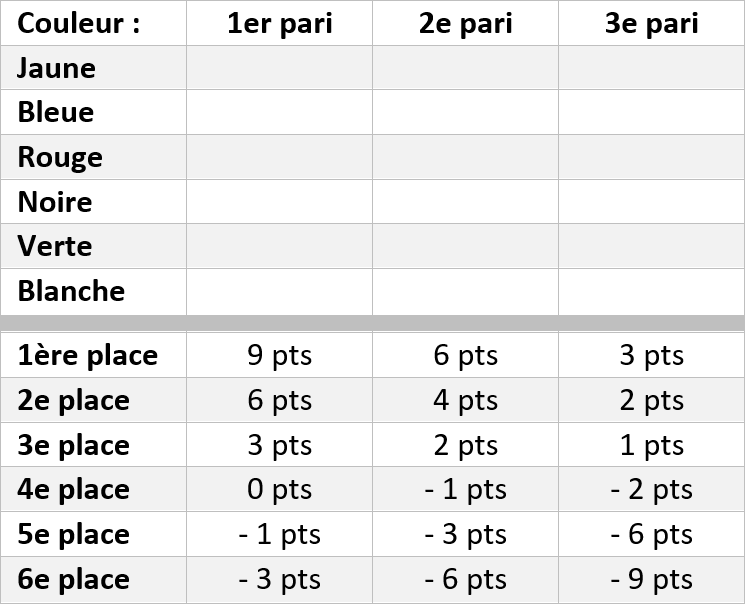 Couleur : 1er pari 2e pari 3e pari
Jaune
Bleue
Rouge
Noire
Verte
Blanche
1ère place 9 pts 6 pts 3 pts
2e place 6 pts 4 pts 2 pts
3e place 3 pts 2 pts 1 pts
4e place 0 pts - 1 pts - 2 pts
5e place - 1 pts - 3 pts - 6 pts
6e place - 3 pts - 6 pts - 9 pts